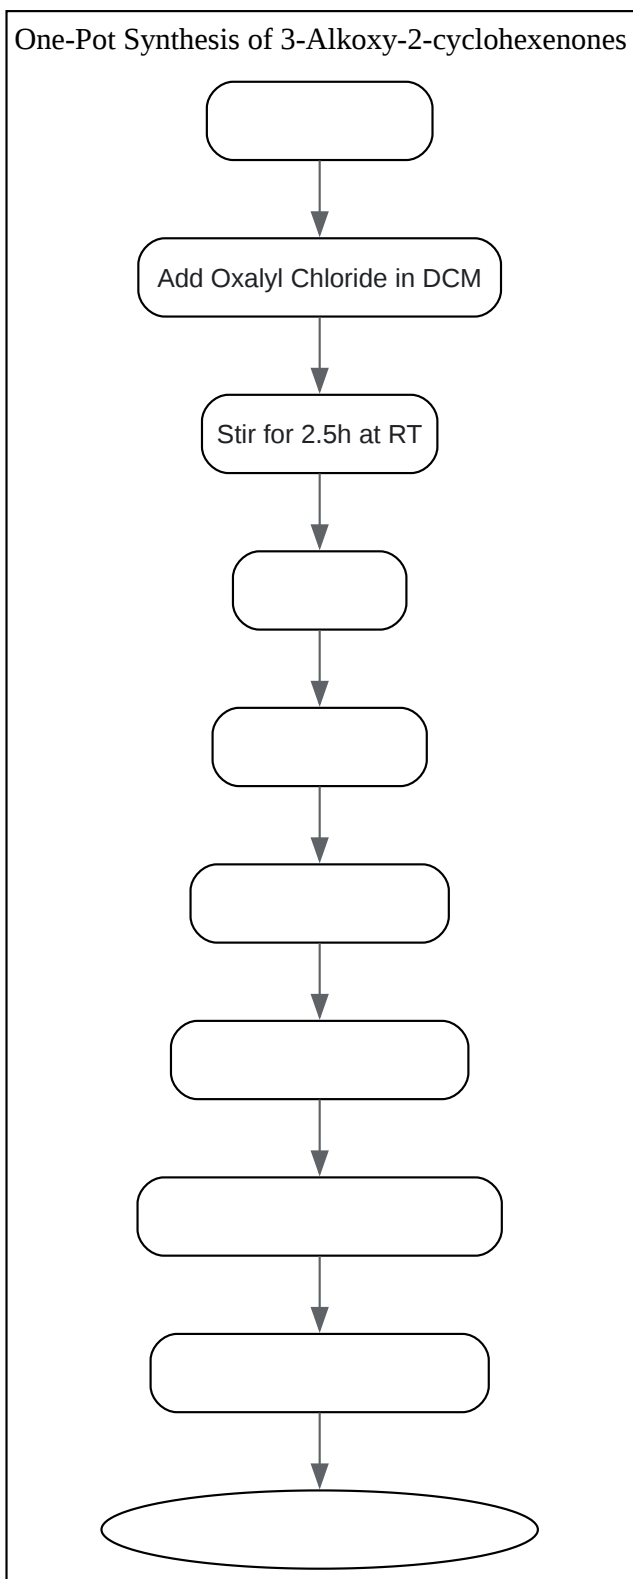 One-Pot Synthesis of 3-Alkoxy-2-cyclohexenones
Add Oxalyl Chloride in DCM
Stir for 2.5h at RT